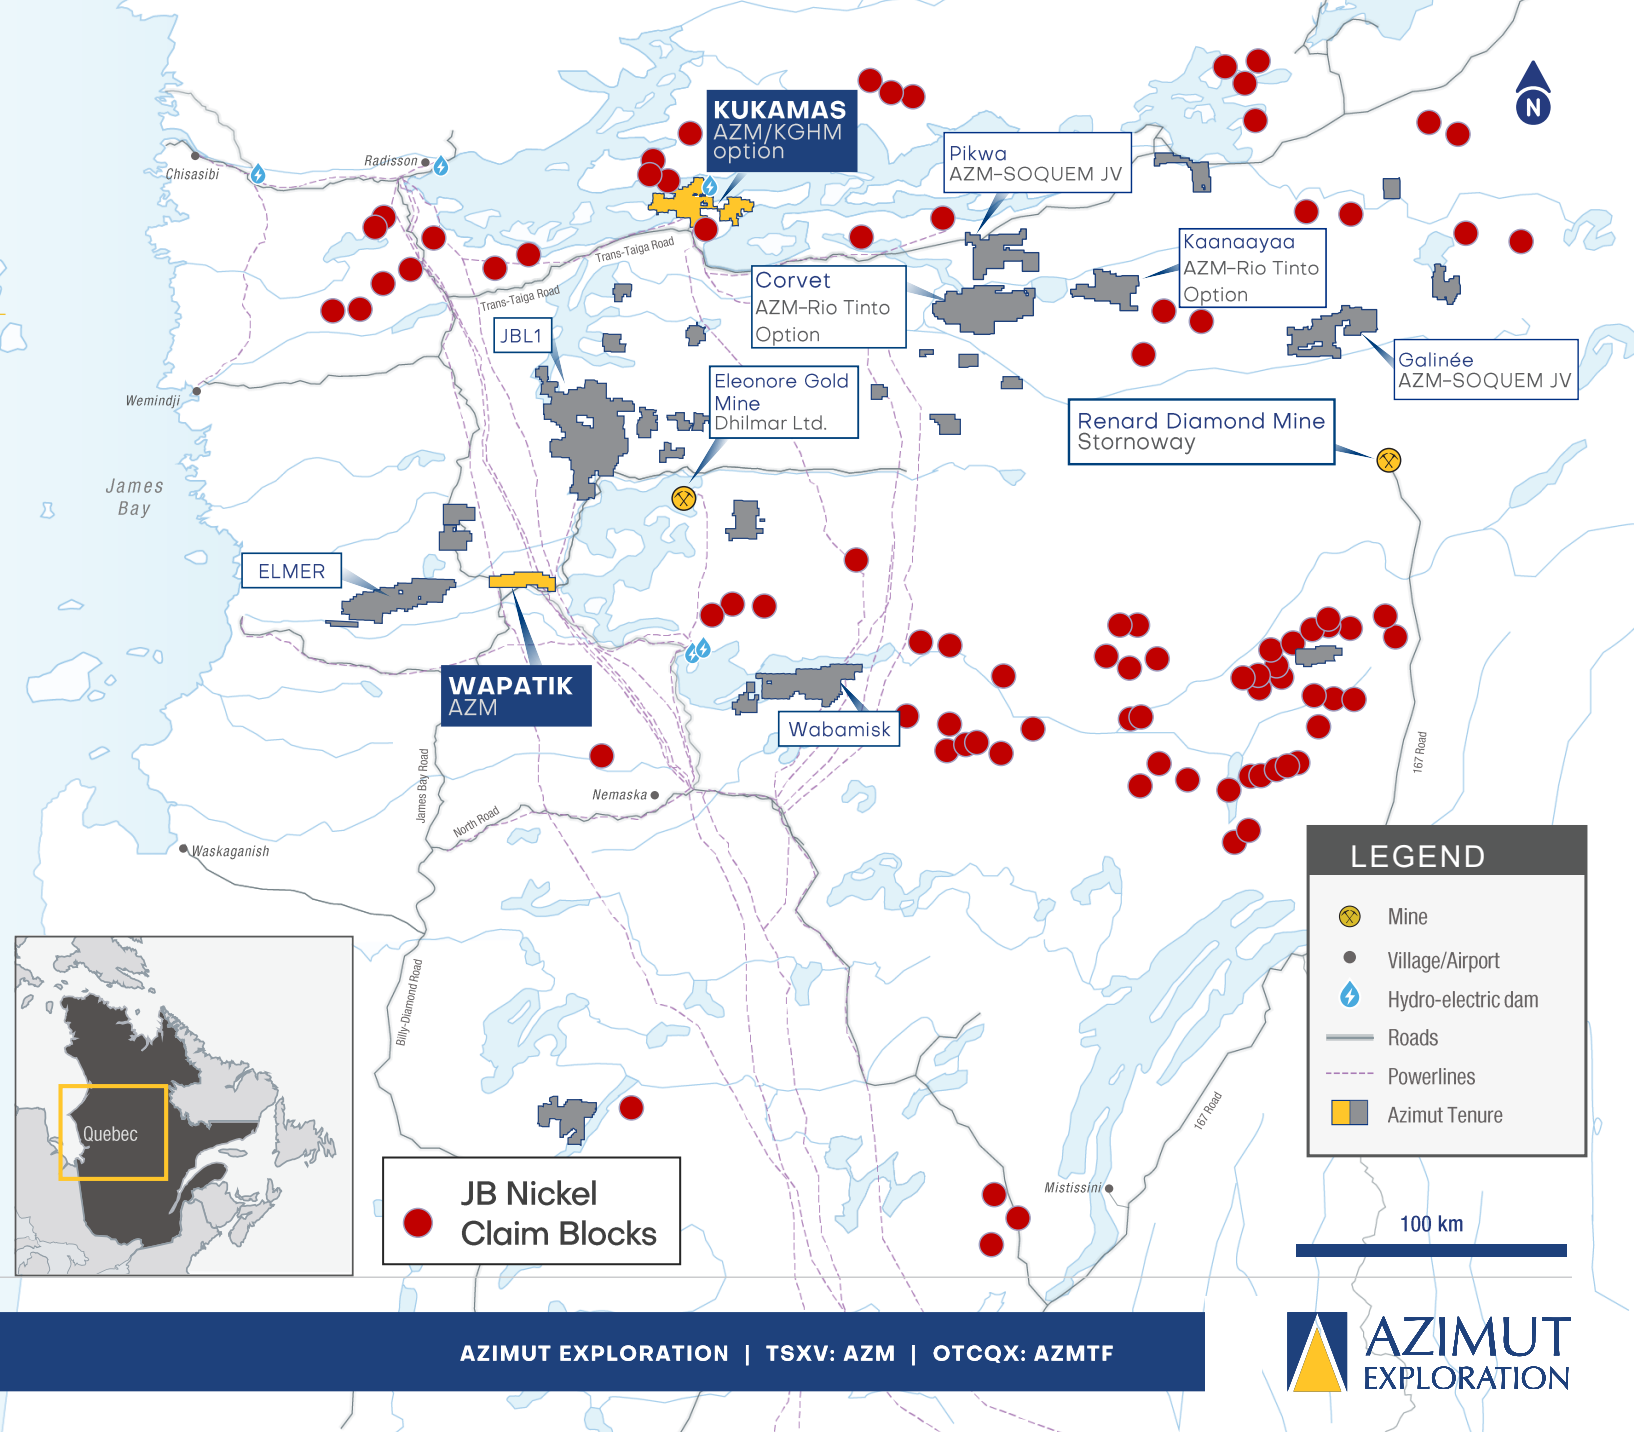 KUKAMAS
AZM/KGHM
option
N
Pikwa
AZM–SOQUEM JV
Radisson
Chisasibi
Kaanaayaa
AZM–Rio Tinto
Option
Trans-Taiga Road
Trans-Taiga Road
Corvet
AZM–Rio Tinto
Option
JBL1
Galinée
AZM–SOQUEM JV
Eleonore Gold
Mine
Dhilmar Ltd.
Wemindji
Renard Diamond Mine
Stornoway
James
Bay
ELMER
WAPATIK
AZM
Wabamisk
167 Road
James Bay Road
Nemaska
North Road
Waskaganish
Billy-Diamond Road
LEGEND
Mine
Village/Airport
Hydro-electric dam
Roads
Powerlines
Azimut Tenure
Quebec
167 Road
Mistissini
JB Nickel
Claim Blocks
100 km
AZIMUT EXPLORATION | TSXV: AZM | OTCQX: AZMTF
AZIMUT
EXPLORATION